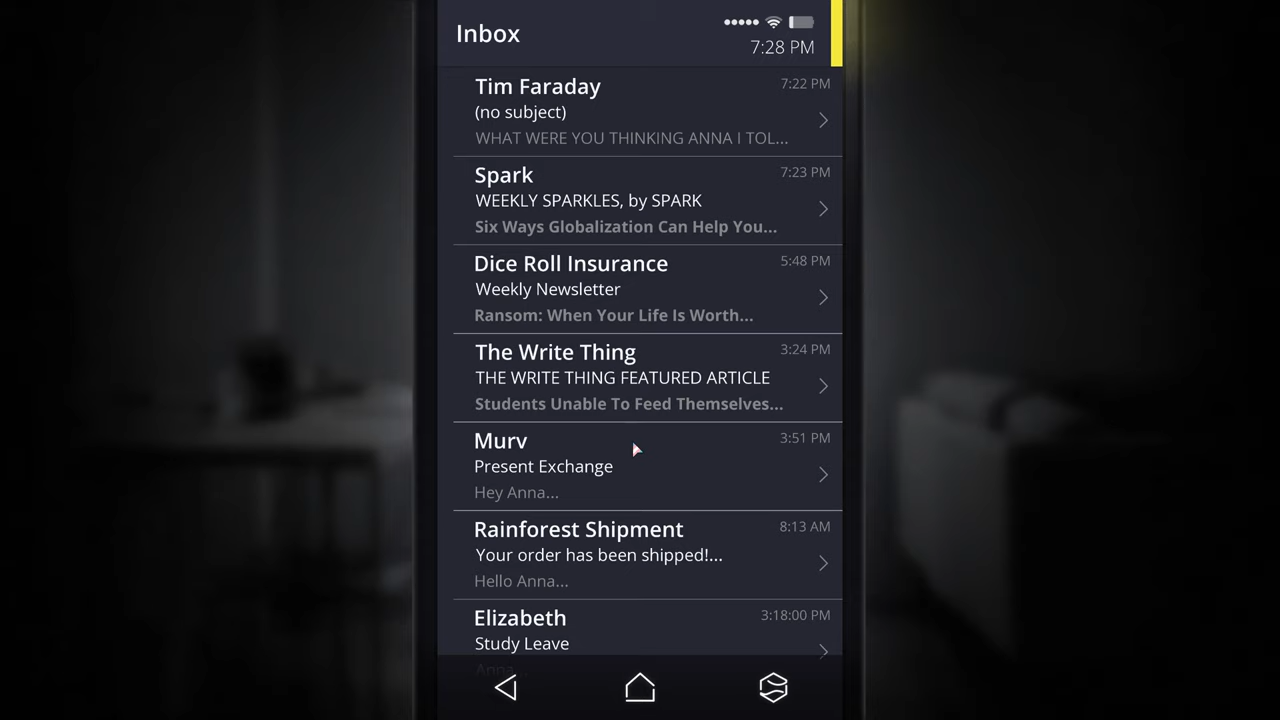 Inbox
7:28 PM
Tim Faraday
7:22 PM
(no subject)
WHAT WERE YOU THINKING ANNA I TOL...
Spark
7:23 PM
WEEKLY SPARKLES, by SPARK
Six Ways Globalization Can Help You...
Dice Roll Insurance
5:48 PM
Weekly Newsletter
Ransom: When Your Life Is Worth...
The Write Thing
3:24 PM
THE WRITE THING FEATURED ARTICLE
Students Unable To Feed Themselves...
Murv
3:51 PM
Present Exchange
Hey Anna...
Rainforest Shipment
8:13 AM
Your order has been shipped!...
Hello Anna...
Elizabeth
3:18:00 PM
Study Leave
Anna...